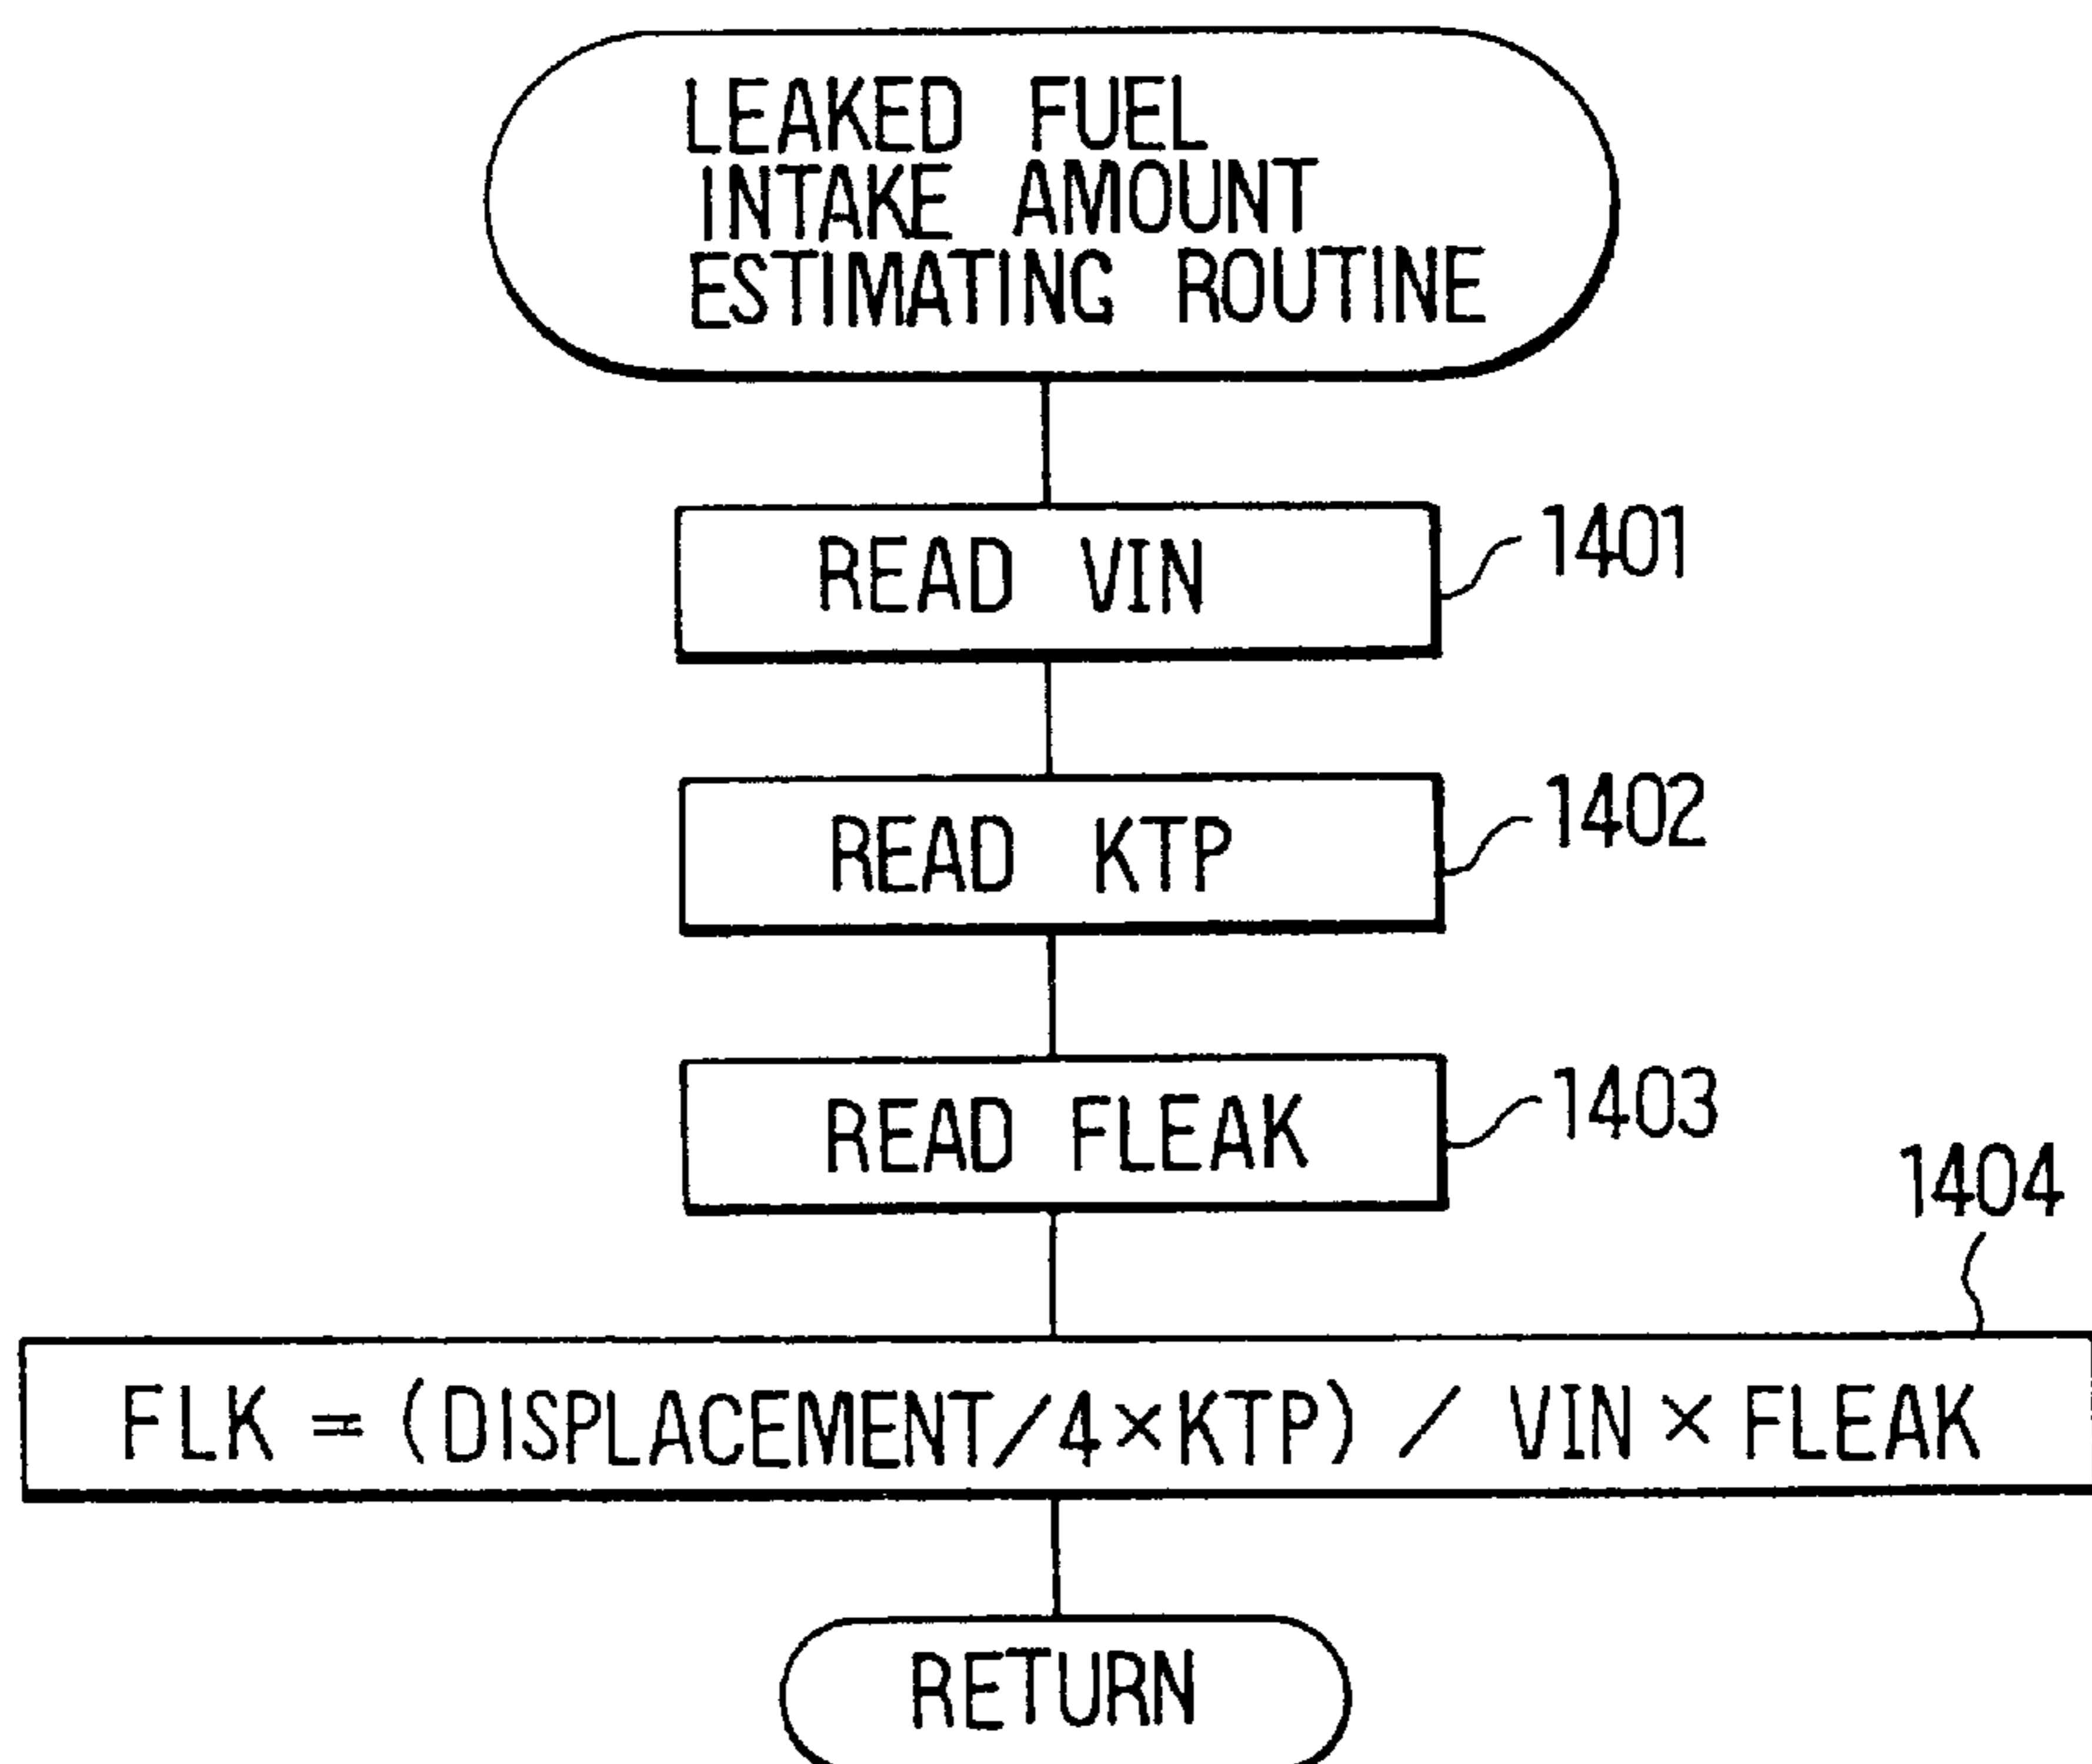 LEAKED FUEL
INTAKE AMOUNT
ESTIMATING ROUTINE
READ VIN
1401
READ KTP
1402
READ FLEAK
1403
1404
FLK = (DISPLACEMENT/4×KTP) / VIN × FLEAK
RETURN